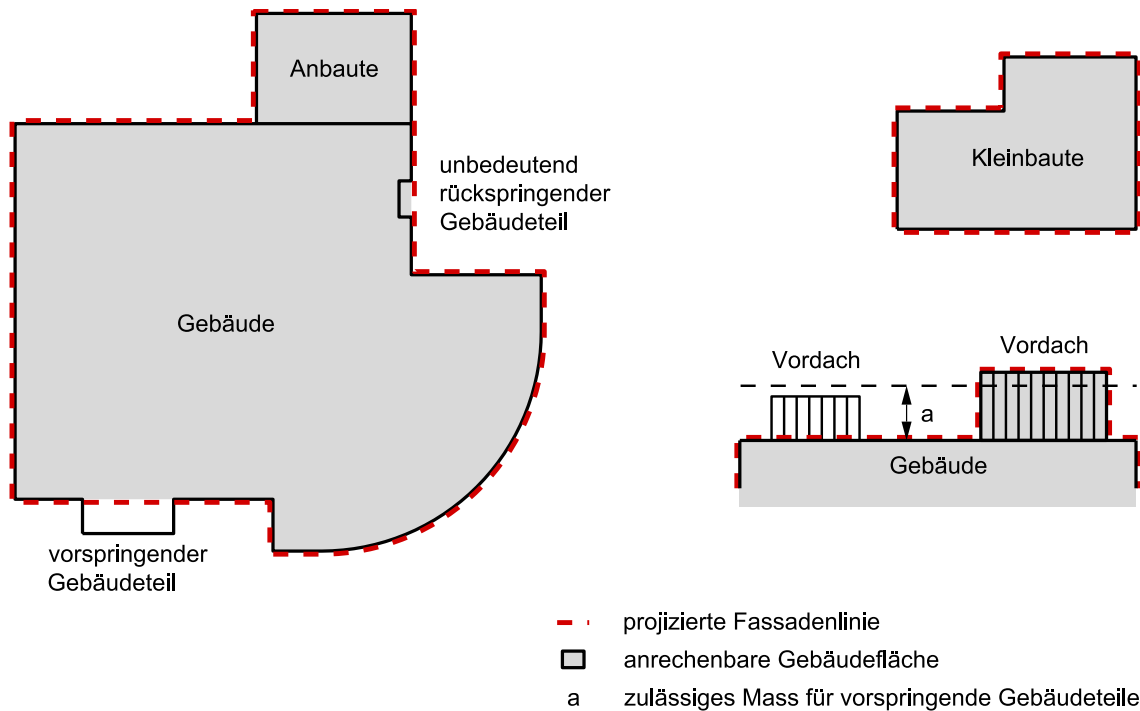 Anbaute
unbedeutend
rückspringender
Gebäudeteil
Kleinbaute
Gebäude
Vordach
Vordach
a
Gebäude
vorspringender
Gebäudeteil
projizierte Fassadenlinie
anrechenbare Gebäudefläche
a zulässiges Mass für vorspringende Gebäudeteile